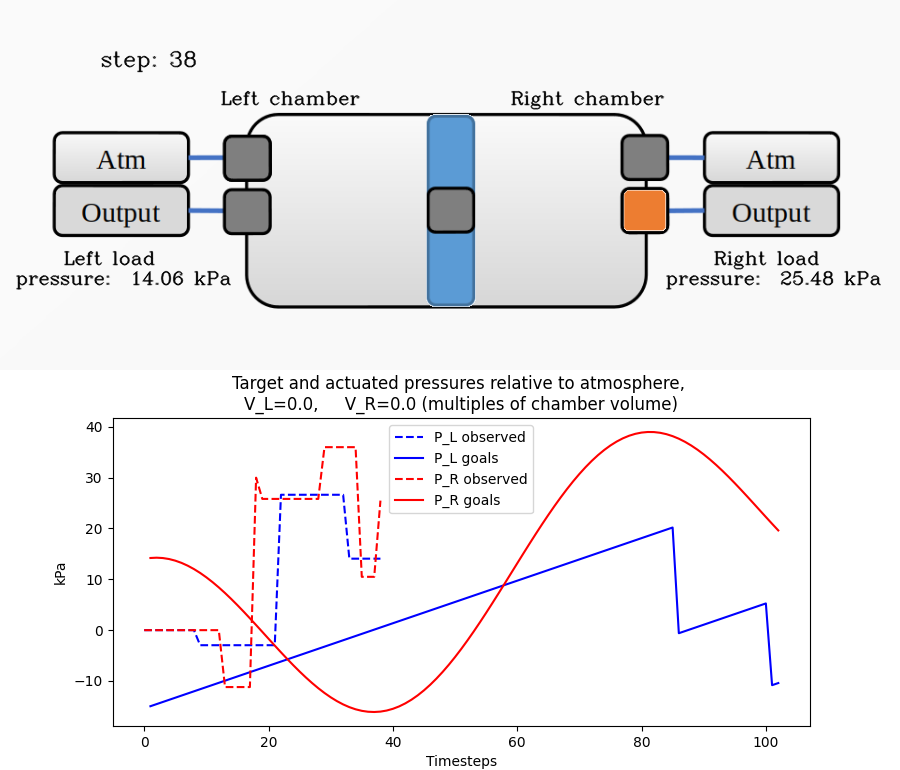 step: 38
Left chamber
Right chamber
Atm
Atm
Output
Output
Left load
pressure: 14.06 kPa
Right load
pressure: 25.48 kPa
Target and actuated pressures relative to atmosphere,
V_L=0.0, V_R=0.0 (multiples of chamber volume)
P_L observed
P_L goals
P_R observed
P_R goals
kPa
40
30
20
10
0
−10
0
20
40
60
80
100
Timesteps